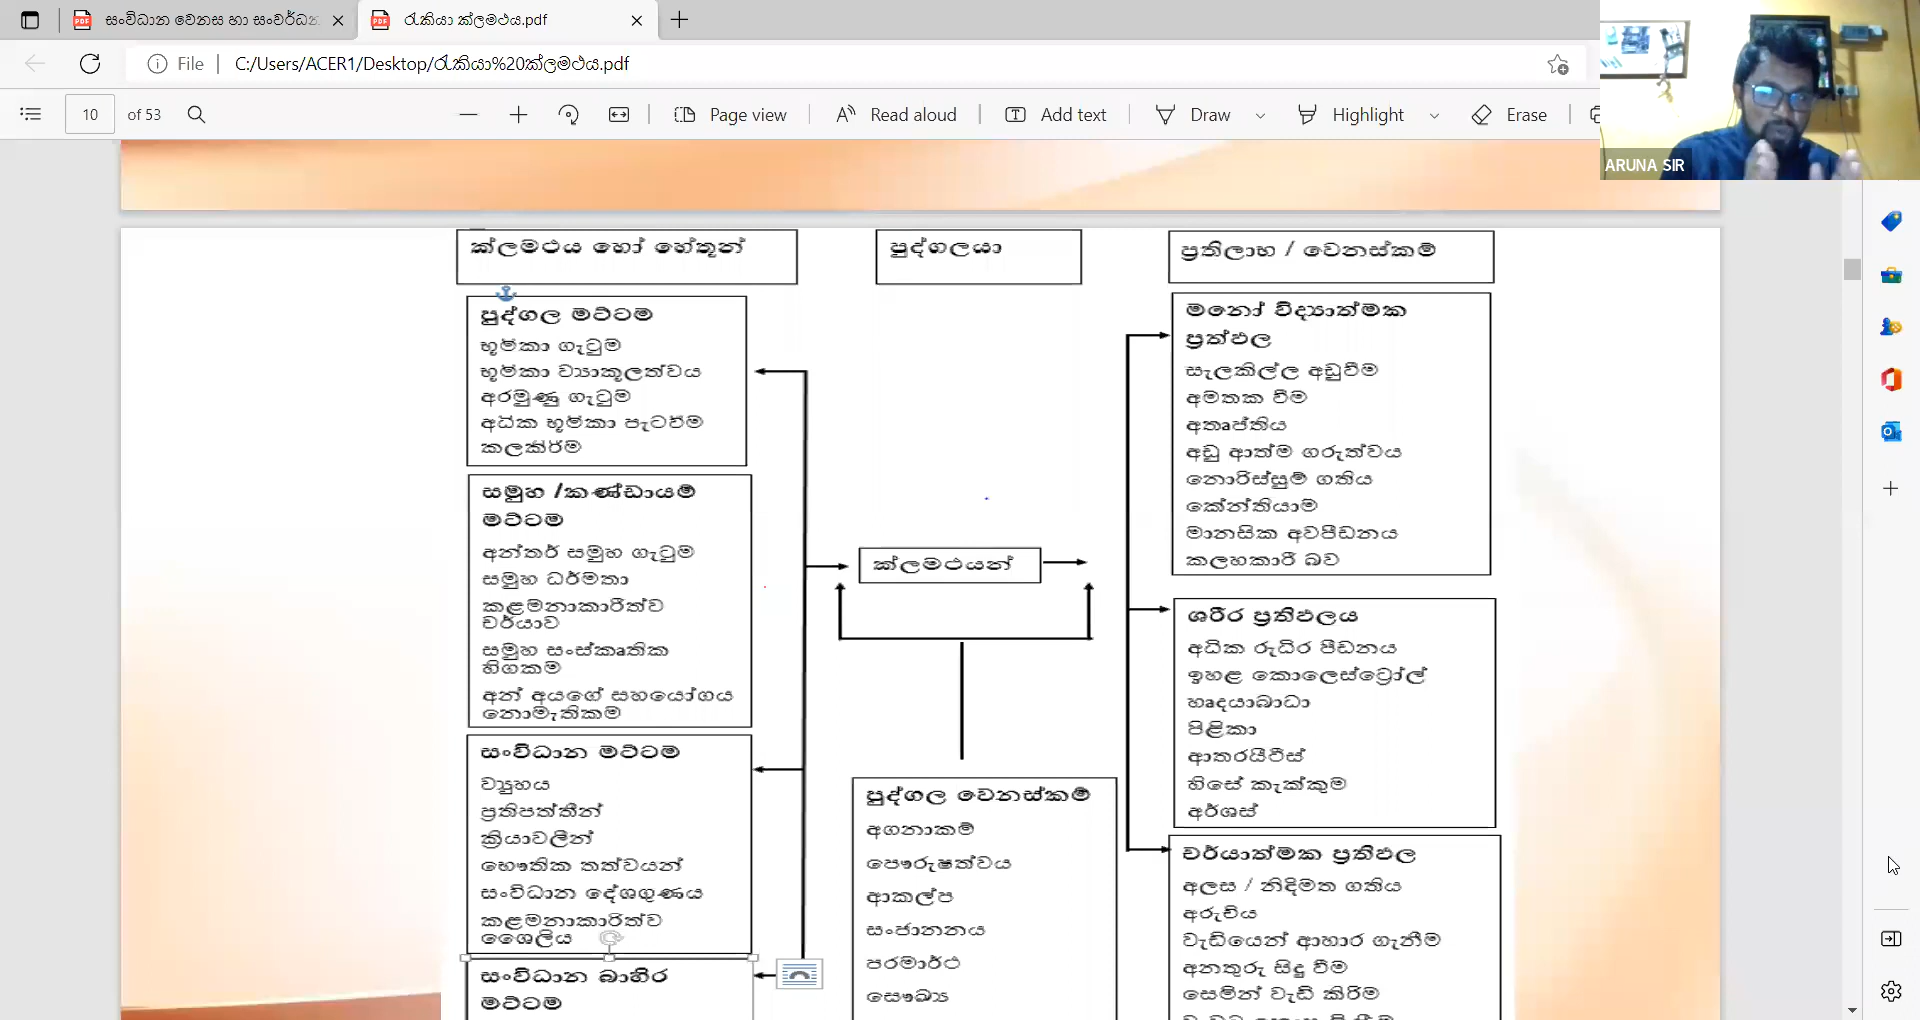 සංවිධාන වෙනස හා සංවර්ධන
රැකියා ක්ලමථය.pdf
File
C:/Users/ACER1/Desktop/රැකියා%20ක්ලමථය.pdf
10 of 53
Page view
Read aloud
Add text
Draw
Highlight
Erase
ARUNA SIR
ක්ලමථය හෝ හේතූන්
පුද්ගලයා
ප්‍රතිලාභ / වෙනස්කම්
පුද්ගල මට්ටම
භූමිකා ගැටුම
භූමිකා ව්‍යාකූලත්වය
අරමුණු ගැටුම
අධික භූමිකා පැටවීම
කලකිරීම
සමුහ /කණ්ඩායම්
මට්ටම
අන්තර් සමුහ ගැටුම
සමුහ ධර්මතා
කළමනාකාරීත්ව
චර්යාව
සමුහ සංස්කෘතික
හිගකම
අන් අයගේ සහයෝගය
නොමැතිකම
සංවිධාන මට්ටම
ව්‍යුහය
ප්‍රතිපත්තීන්
ක්‍රියාවලීන්
භෞතික තත්වයන්
සංවිධාන දේශගුණය
කළමනාකාරිත්ව
ශෛලිය
සංවිධාන බාහිර
මට්ටම
ක්ලමථයන්
පුද්ගල වෙනස්කම්
අගනාකම්
පෞරුෂත්වය
ආකල්ප
සංජානනය
පරමාර්ථ
සෞඛ්‍ය
මනෝ විද්‍යාත්මක
ප්‍රත්ඵල
සැලකිල්ල අඩුවීම
අමතක වීම
අතෘප්තිය
අඩු ආත්ම ගරුත්වය
නොරිස්සුම් ගතිය
කේන්තියාම
මානසික අවපීඩනය
කලහකාරී බව
ශරීර ප්‍රතිඵලය
අධික රුධිර පීඩනය
ඉහළ කොලෙස්ට්‍රෝල්
හෘදයාබාධා
පිළිකා
ආතරයිටීස්
හිසේ කැක්කුම
අර්ශස්
චර්යාත්මක ප්‍රතිඵල
අලස / නිදිමත ගතිය
අරුචිය
වැඩියෙන් ආහාර ගැනීම
අනතුරු සිදු වීම
සෙමින් වැඩ කිරීම